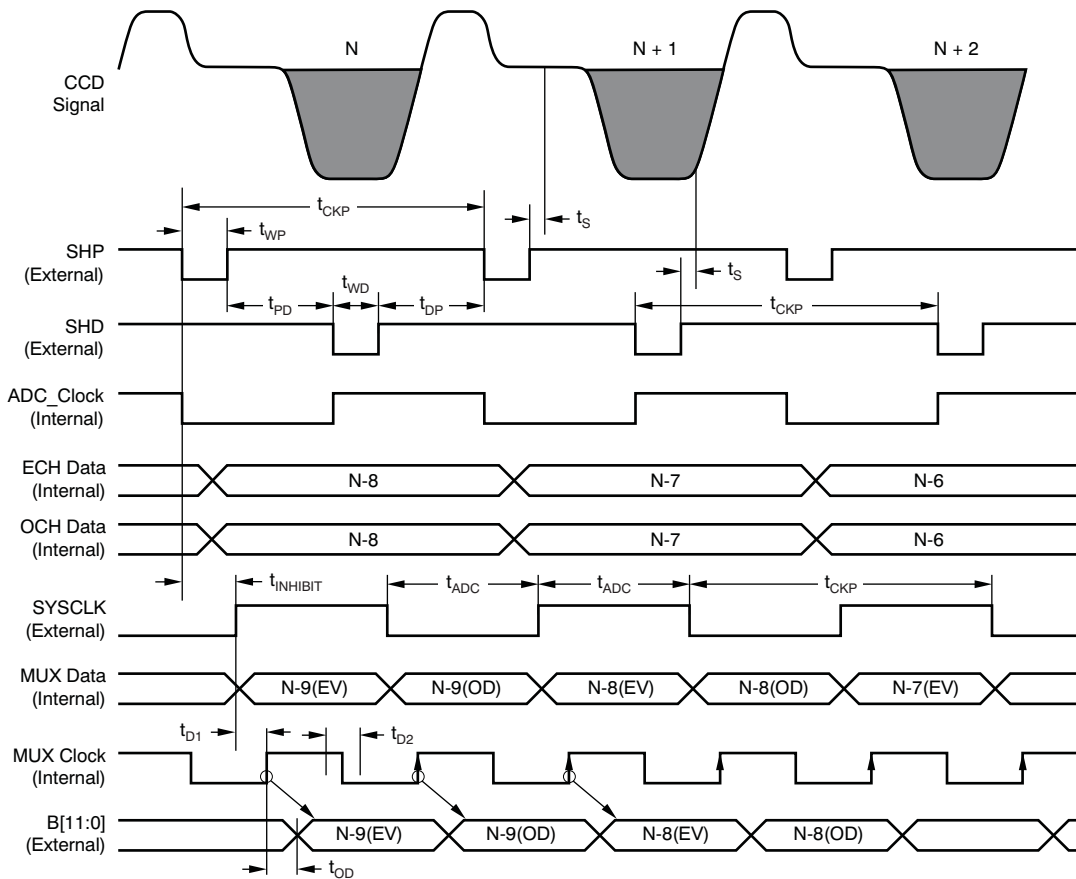 N
N + 1
N + 2
CCD
Signal
tCKP
tS
tWP
SHP
(External)
tWD
tS
tPD
tDP
tCKP
SHD
(External)
ADC_Clock
(Internal)
ECH Data
(Internal)
N-8
N-7
N-6
OCH Data
(Internal)
N-8
N-7
N-6
tINHIBIT
tADC
tADC
tCKP
SYSCLK
(External)
MUX Data
(Internal)
N-9(EV)
N-9(OD)
N-8(EV)
N-8(OD)
N-7(EV)
tD1
tD2
MUX Clock
(Internal)
B[11:0]
(External)
N-9(EV)
N-9(OD)
N-8(EV)
N-8(OD)
tOD